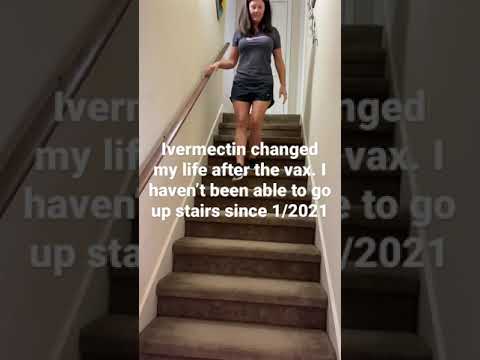 Ivermectin changed
my life after the vax. I
haven't been able to go
up stairs since 1/2021